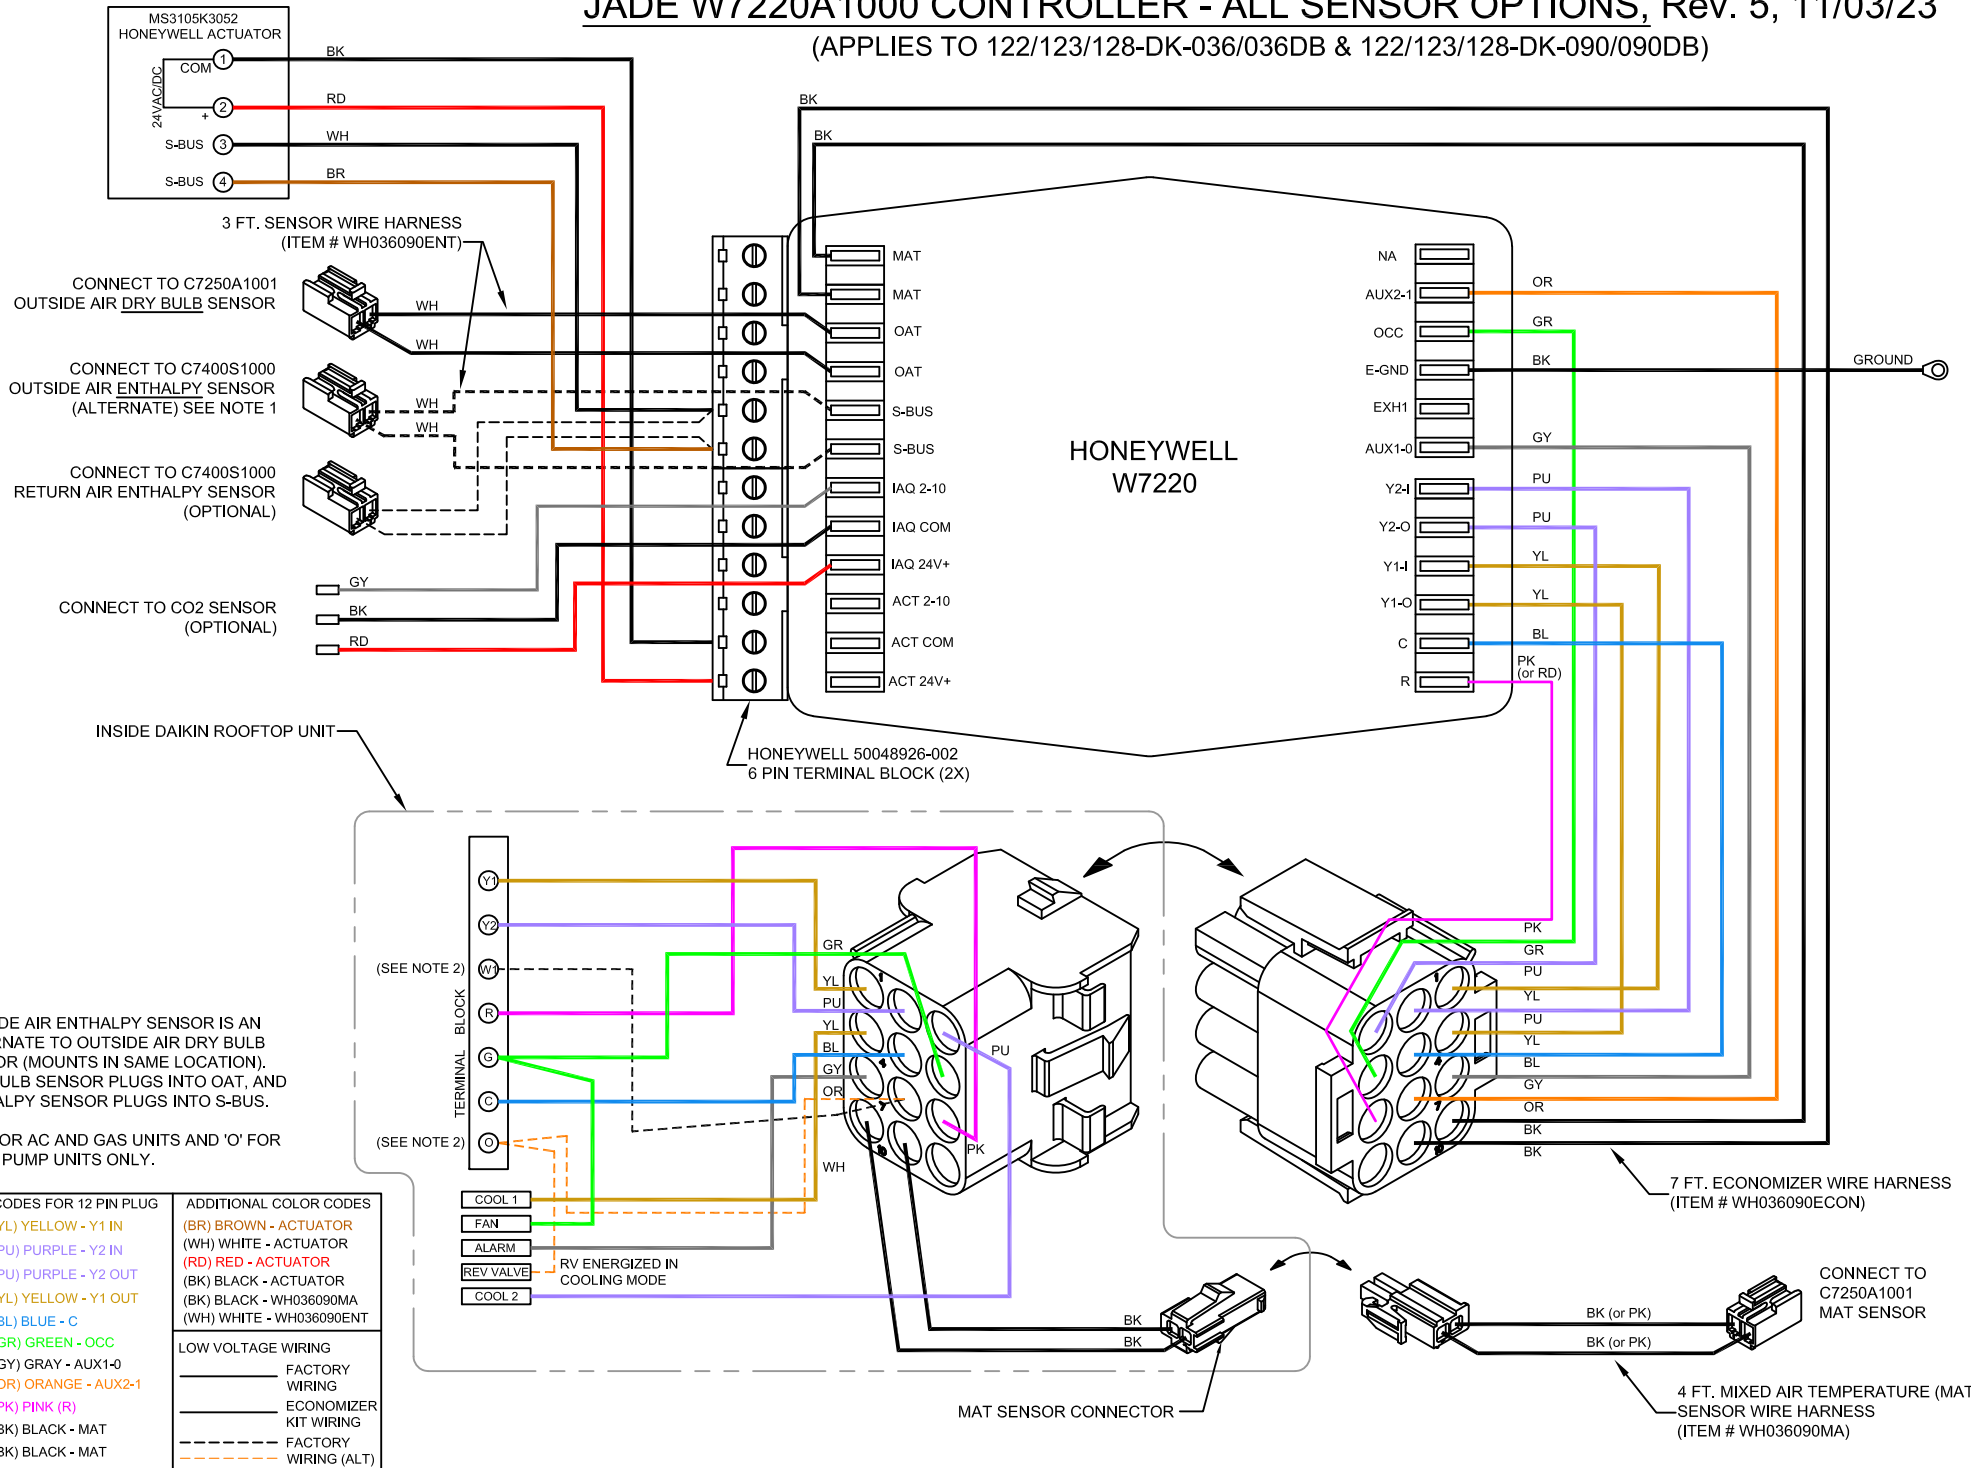 JADE W7220A1000 CONTROLLER - ALL SENSOR OPTIONS, Rev. 5, 11/03/23
(APPLIES TO 122/123/128-DK-036/036DB & 122/123/128-DK-090/090DB)
MS3105K3052
HONEYWELL ACTUATOR
24VAC/DC
COM 1
+ 2
S-BUS 3
S-BUS 4
BK
RD
WH
BR
BK
BK
3 FT. SENSOR WIRE HARNESS
(ITEM # WH036090ENT)
CONNECT TO C7250A1001
OUTSIDE AIR DRY BULB SENSOR
WH
WH
CONNECT TO C7400S1000
OUTSIDE AIR ENTHALPY SENSOR
(ALTERNATE) SEE NOTE 1
WH
WH
CONNECT TO C7400S1000
RETURN AIR ENTHALPY SENSOR
(OPTIONAL)
CONNECT TO CO2 SENSOR
(OPTIONAL)
GY
BK
RD
MAT
MAT
OAT
OAT
S-BUS
S-BUS
IAQ 2-10
IAQ COM
IAQ 24V+
ACT 2-10
ACT COM
ACT 24V+
HONEYWELL
W7220
NA
AUX2-1
OCC
E-GND
EXH1
AUX1-0
Y2-I
Y2-O
Y1-I
Y1-O
C
R
OR
GR
BK
GY
PU
PU
YL
YL
BL
PK
(or RD)
GROUND
INSIDE DAIKIN ROOFTOP UNIT
HONEYWELL 50048926-002
6 PIN TERMINAL BLOCK (2X)
TERMINAL BLOCK
Y1
Y2
(SEE NOTE 2) W1
R
G
C
(SEE NOTE 2) O
GR
YL
PU
YL
BL
GY
OR
WH
PU
PK
COOL 1
FAN
ALARM
REV VALVE
COOL 2
RV ENERGIZED IN
COOLING MODE
PK
GR
PU
YL
PU
YL
BL
GY
OR
BK
BK
7 FT. ECONOMIZER WIRE HARNESS
(ITEM # WH036090ECON)
BK
BK
MAT SENSOR CONNECTOR
BK (or PK)
BK (or PK)
CONNECT TO
C7250A1001
MAT SENSOR
4 FT. MIXED AIR TEMPERATURE (MAT
SENSOR WIRE HARNESS
(ITEM # WH036090MA)
DE AIR ENTHALPY SENSOR IS AN
RNATE TO OUTSIDE AIR DRY BULB
OR (MOUNTS IN SAME LOCATION).
BULB SENSOR PLUGS INTO OAT, AND
ALPY SENSOR PLUGS INTO S-BUS.
OR AC AND GAS UNITS AND 'O' FOR
PUMP UNITS ONLY.
CODES FOR 12 PIN PLUG
YL) YELLOW - Y1 IN
PU) PURPLE - Y2 IN
PU) PURPLE - Y2 OUT
YL) YELLOW - Y1 OUT
BL) BLUE - C
GR) GREEN - OCC
GY) GRAY - AUX1-0
OR) ORANGE - AUX2-1
PK) PINK (R)
BK) BLACK - MAT
BK) BLACK - MAT
ADDITIONAL COLOR CODES
(BR) BROWN - ACTUATOR
(WH) WHITE - ACTUATOR
(RD) RED - ACTUATOR
(BK) BLACK - ACTUATOR
(BK) BLACK - WH036090MA
(WH) WHITE - WH036090ENT
LOW VOLTAGE WIRING
FACTORY
WIRING
ECONOMIZER
KIT WIRING
FACTORY
WIRING (ALT)